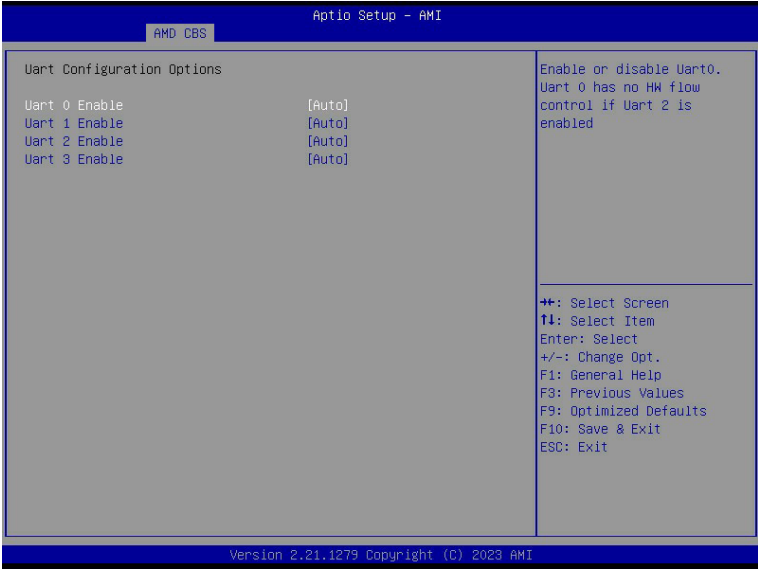 Aptio Setup – AMI
AMD CBS
Uart Configuration Options
Uart 0 Enable [Auto]
Uart 1 Enable [Auto]
Uart 2 Enable [Auto]
Uart 3 Enable [Auto]
Enable or disable Uart0.
Uart 0 has no HW flow
control if Uart 2 is
enabled
→←: Select Screen
↑↓: Select Item
Enter: Select
+/-: Change Opt.
F1: General Help
F3: Previous Values
F9: Optimized Defaults
F10: Save & Exit
ESC: Exit
Version 2.21.1279 Copyright (C) 2023 AMI